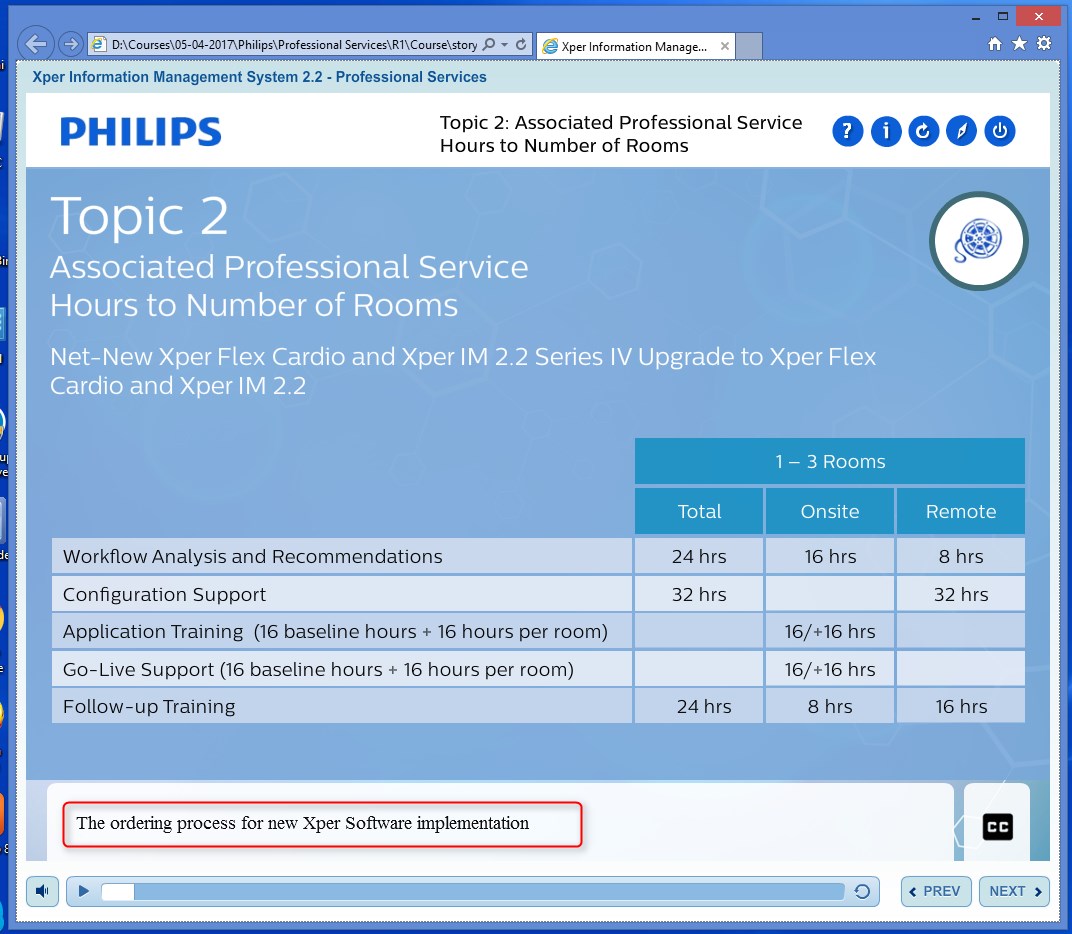 D:\Courses\05-04-2017\Philips\Professional Services\R1\Course\story
Xper Information Manage...
Xper Information Management System 2.2 - Professional Services
PHILIPS
Topic 2: Associated Professional Service
Hours to Number of Rooms
?
i
Topic 2
Associated Professional Service
Hours to Number of Rooms
Net-New Xper Flex Cardio and Xper IM 2.2 Series IV Upgrade to Xper Flex
Cardio and Xper IM 2.2
1 – 3 Rooms
Total Onsite Remote
Workflow Analysis and Recommendations 24 hrs 16 hrs 8 hrs
Configuration Support 32 hrs 32 hrs
Application Training (16 baseline hours + 16 hours per room) 16/+16 hrs
Go-Live Support (16 baseline hours + 16 hours per room) 16/+16 hrs
Follow-up Training 24 hrs 8 hrs 16 hrs
The ordering process for new Xper Software implementation
CC
PREV NEXT